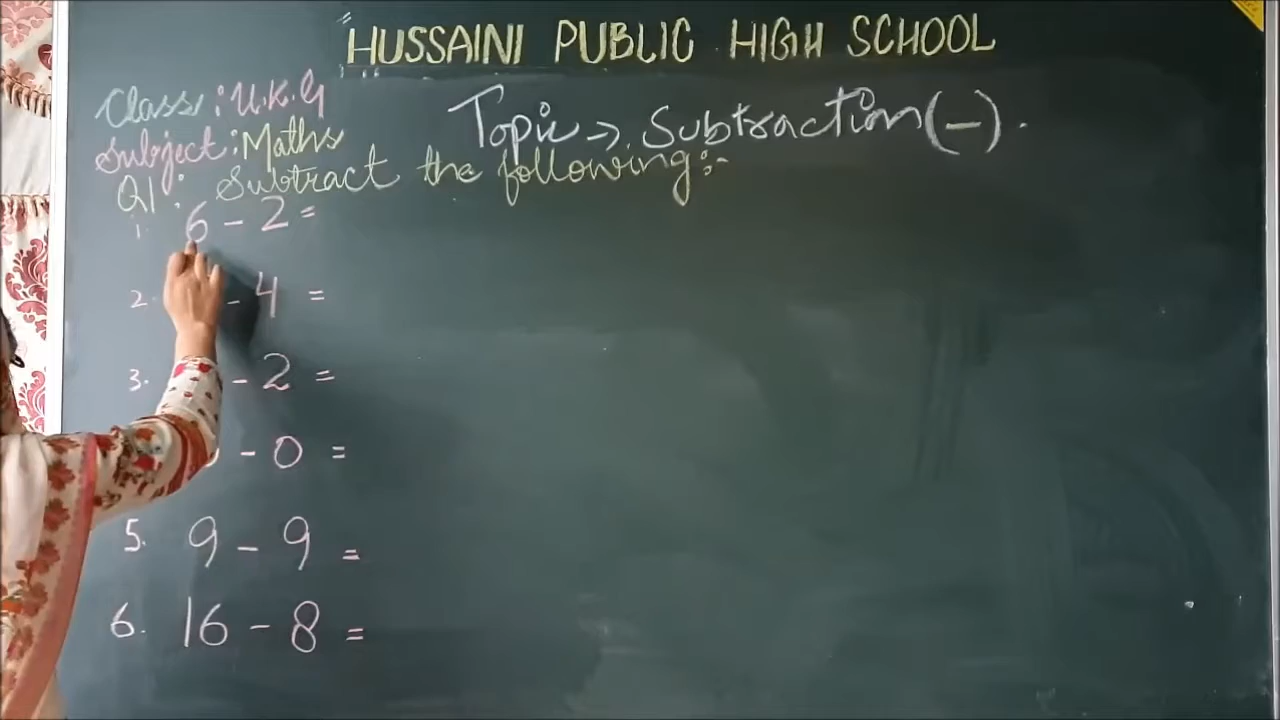 "HUSSAINI PUBLIC HIGH SCHOOL
Class: U.K.G
Topic → Subtraction (-).
Subject: Maths
Q1: Subtract the following:-
1. 6 - 2 =
2. - 4 =
3. - 2 =
- 0 =
5. 9 - 9 =
6. 16 - 8 =